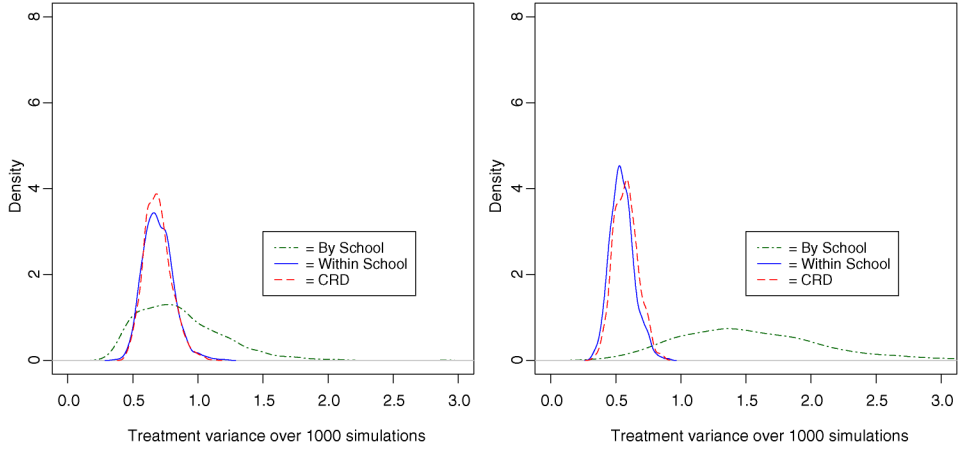 8
6
4
2
0
Density
= By School
= Within School
= CRD
0.0 0.5 1.0 1.5 2.0 2.5 3.0
Treatment variance over 1000 simulations
8
6
4
2
0
Density
= By School
= Within School
= CRD
0.0 0.5 1.0 1.5 2.0 2.5 3.0
Treatment variance over 1000 simulations